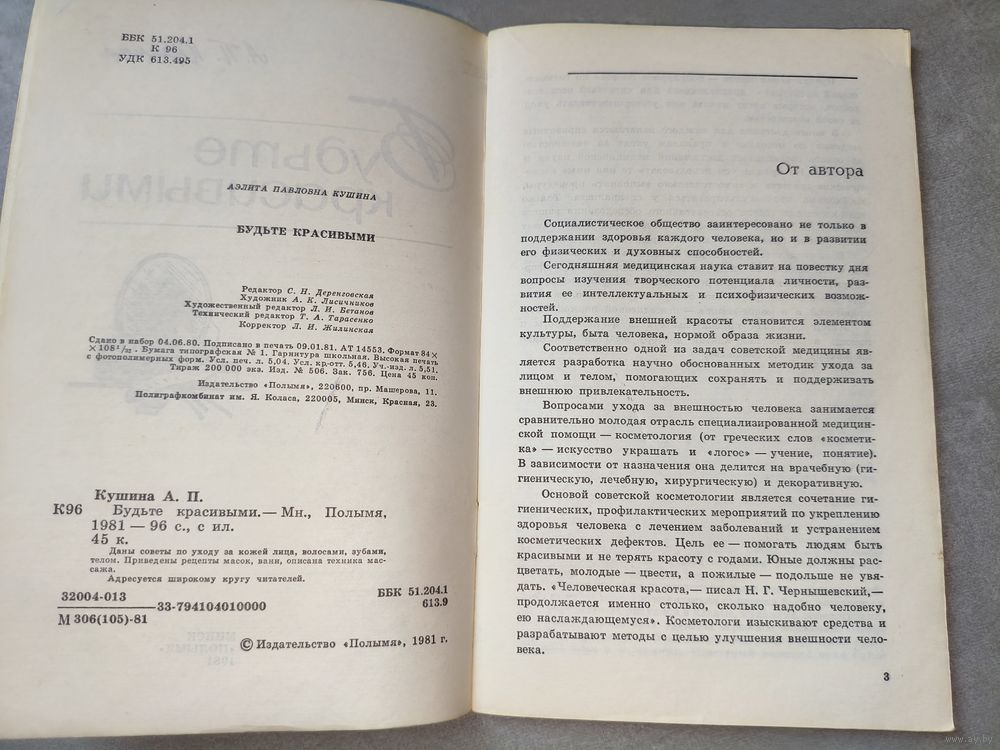 ББК 51.204.1
К 96
УДК 613.495
Будьте
красивыми
АЭЛИТА ПАВЛОВНА КУШИНА
БУДЬТЕ КРАСИВЫМИ
Редактор С. Н. Деренговская
Художник А. К. Лисичников
Художественный редактор Л. И. Бетанов
Технический редактор Т. А. Тарасенко
Корректор Л. И. Жилинская
Сдано в набор 04.06.80. Подписано в печать 09.01.81. АТ 14553. Формат 84×
×108¹/₃₂. Бумага типографская № 1. Гарнитура школьная. Высокая печать
с фотополимерных форм. Усл. печ. л. 5,04. Усл. кр-отт. 5,46. Уч.-изд. л. 5,51.
Тираж 200 000 экз. Изд. № 506. Зак. 756. Цена 45 коп.
Издательство «Полымя», 220600, пр. Машерова, 11.
Полиграфкомбинат им. Я. Коласа, 220005, Минск, Красная, 23.
Кушина А. П.
К96 Будьте красивыми.— Мн., Полымя,
1981 — 96 с., с ил.
45 к.
Даны советы по уходу за кожей лица, волосами, зубами,
телом. Приведены рецепты масок, ванн, описана техника мас-
сажа.
Адресуется широкому кругу читателей.
32004-013
33-794104010000
М 306(105)-81
ББК 51.204.1
613.9
© Издательство «Полымя», 1981 г.
От автора
Социалистическое общество заинтересовано не только в
поддержании здоровья каждого человека, но и в развитии
его физических и духовных способностей.
Сегодняшняя медицинская наука ставит на повестку дня
вопросы изучения творческого потенциала личности, раз-
вития ее интеллектуальных и психофизических возмож-
ностей.
Поддержание внешней красоты становится элементом
культуры, быта человека, нормой образа жизни.
Соответственно одной из задач советской медицины яв-
ляется разработка научно обоснованных методик ухода за
лицом и телом, помогающих сохранять и поддерживать
внешнюю привлекательность.
Вопросами ухода за внешностью человека занимается
сравнительно молодая отрасль специализированной медицин-
ской помощи — косметология (от греческих слов «космети-
ка» — искусство украшать и «логос» — учение, понятие).
В зависимости от назначения она делится на врачебную (ги-
гиеническую, лечебную, хирургическую) и декоративную.
Основой советской косметологии является сочетание ги-
гиенических, профилактических мероприятий по укреплению
здоровья человека с лечением заболеваний и устранением
косметических дефектов. Цель ее — помогать людям быть
красивыми и не терять красоту с годами. Юные должны рас-
цветать, молодые — цвести, а пожилые — подольше не увя-
дать. «Человеческая красота,— писал Н. Г. Чернышевский,—
продолжается именно столько, сколько надобно человеку,
ею наслаждающемуся». Косметологи изыскивают средства и
разрабатывают методы с целью улучшения внешности чело-
века.
3
www.ay.by